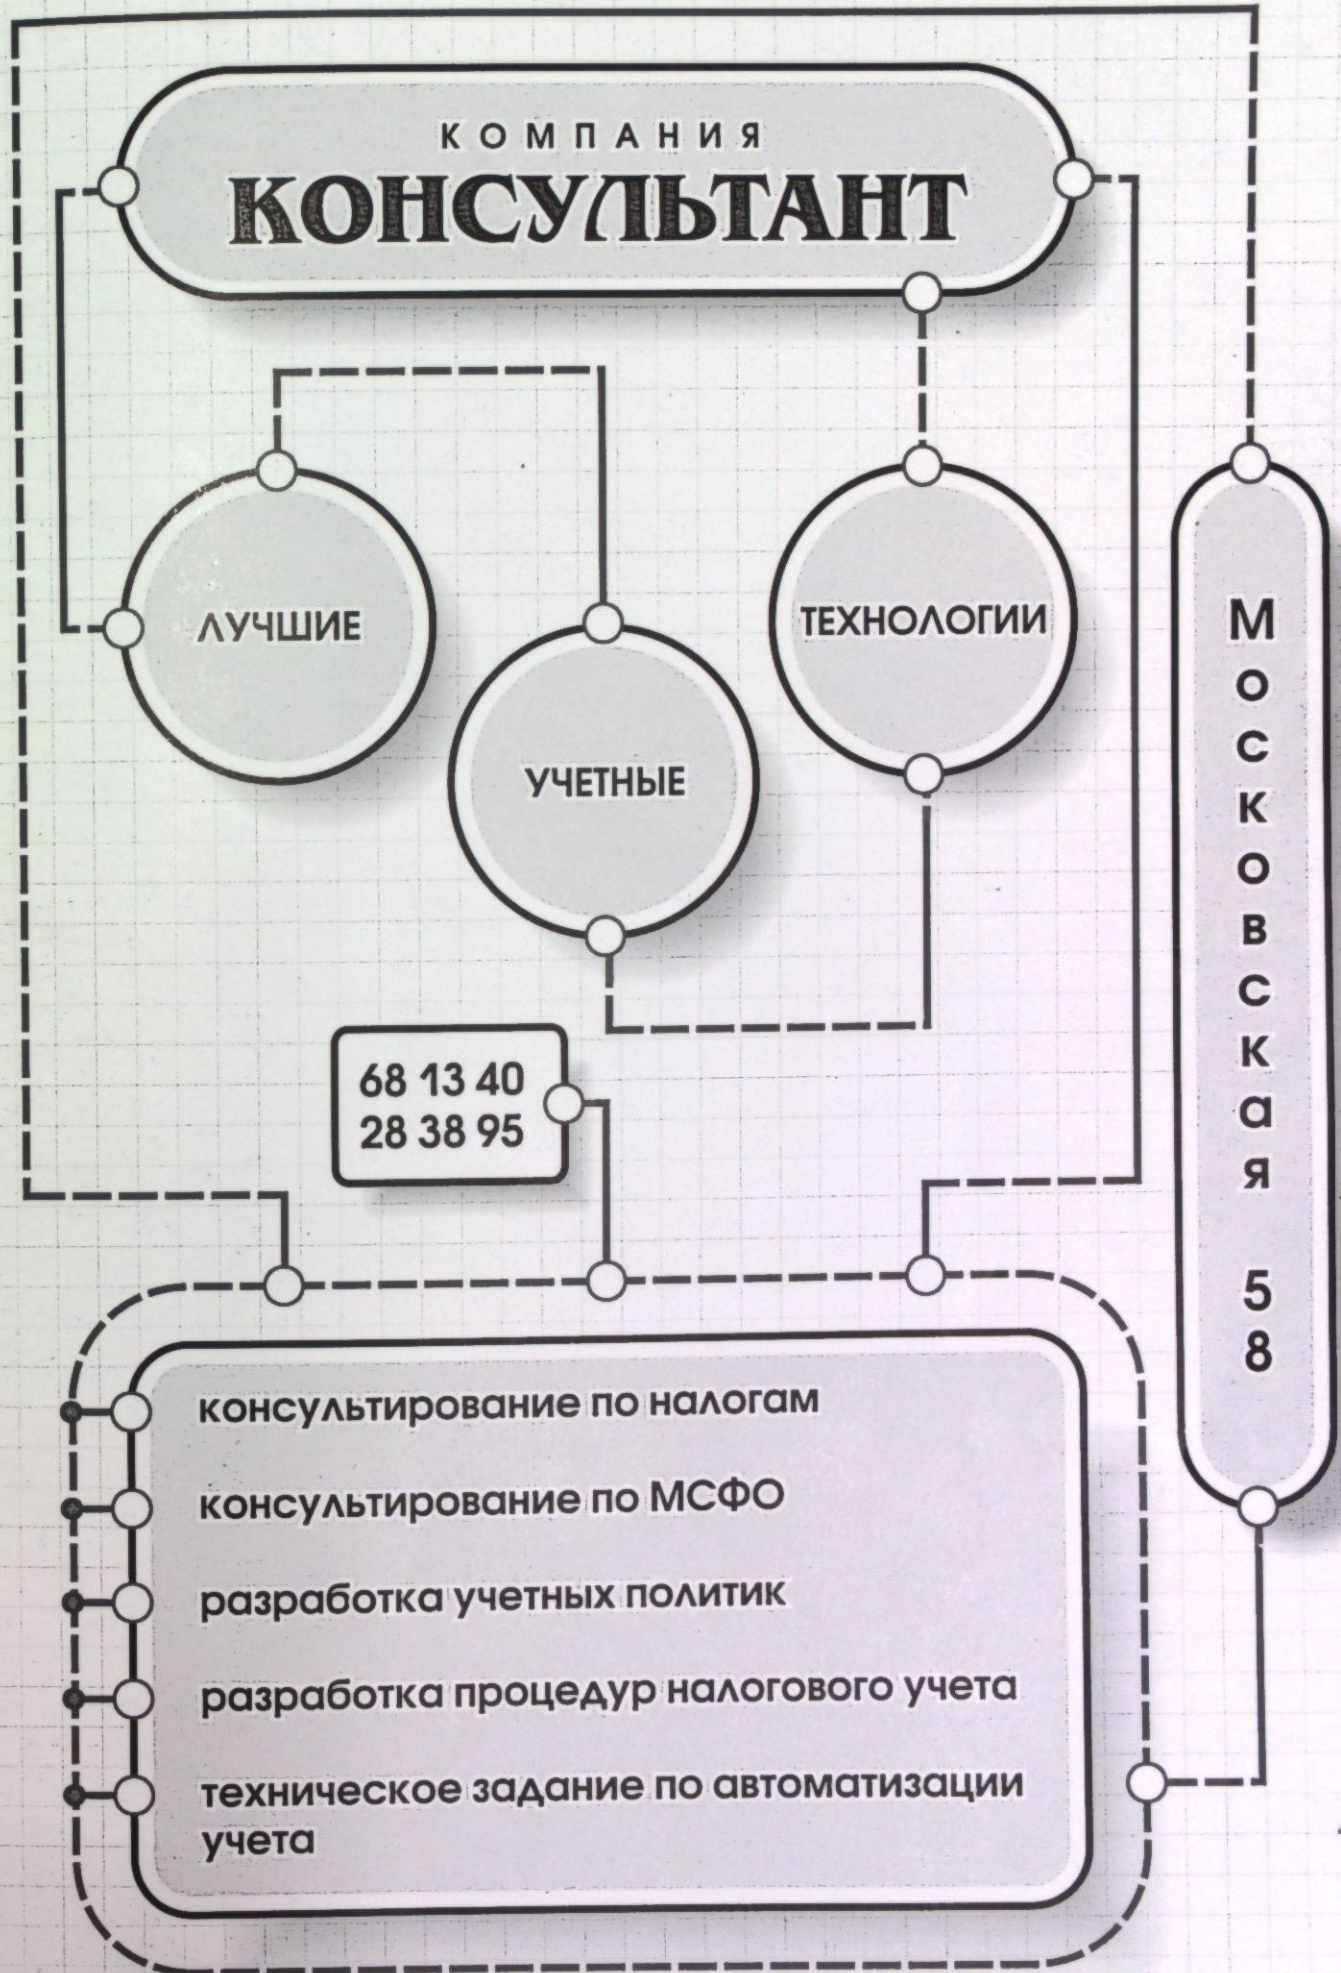 КОМПАНИЯ
КОНСУЛЬТАНТ
ЛУЧШИЕ
УЧЕТНЫЕ
ТЕХНОЛОГИИ
Московская 58
68 13 40
28 38 95
консультирование по налогам
консультирование по МСФО
разработка учетных политик
разработка процедур налогового учета
техническое задание по автоматизации
учета